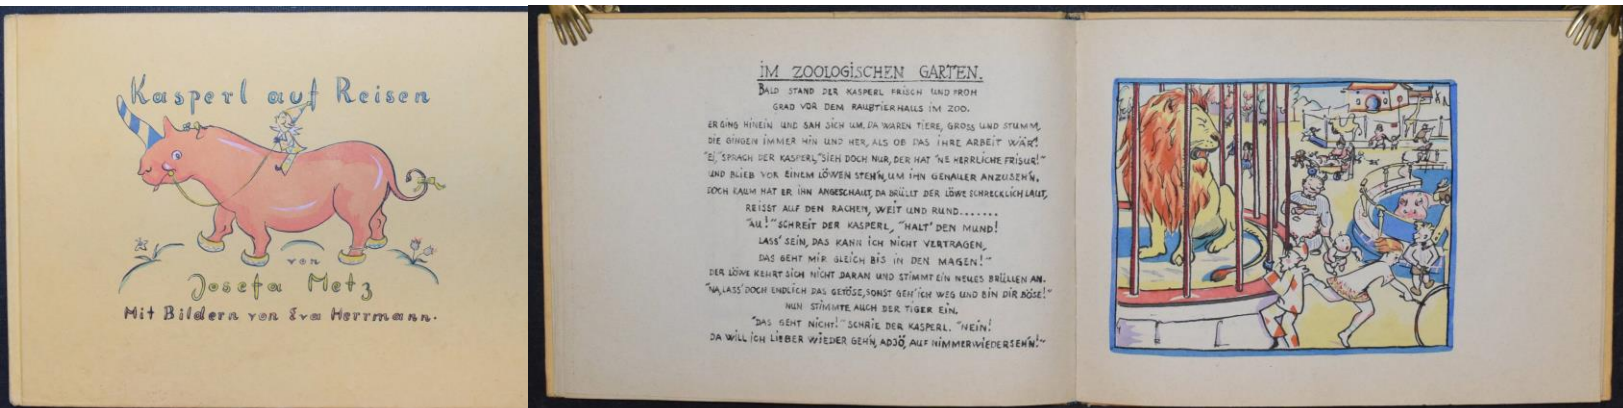 Kasperl auf Reisen
von
Josefa Metz
Mit Bildern von Eva Herrmann.
IM ZOOLOGISCHEN GARTEN.
BALD STAND DER KASPERL FRISCH UND FROH
GRAD VOR DEM RAUBTIERHAUS IM ZOO.
ER GING HINEIN UND SAH SICH UM. DA WAREN TIERE, GROSS UND STUMM,
DIE GINGEN IMMER HIN UND HER, ALS OB DAS IHRE ARBEIT WÄR!
"EI," SPRACH DER KASPERL, "SIEH DOCH NUR, DER HAT 'NE HERRLICHE FRISUR!"
UND BLIEB VOR EINEM LÖWEN STEH'N, UM IHN GENAUER ANZUSEH'N.
DOCH KAUM HAT ER IHN ANGESCHAUT, DA BRÜLLT DER LÖWE SCHRECKLICH LAUT,
REISST AUF DEN RACHEN, WEIT UND RUND.......
"AU!" SCHREIT DER KASPERL, "HALT' DEN MUND!
LASS' SEIN, DAS KANN ICH NICHT VERTRAGEN,
DAS GEHT MIR GLEICH BIS IN DEN MAGEN!"
DER LÖWE KEHRT SICH NICHT DARAN UND STIMMT EIN NEUES BRÜLLEN AN.
"NA, LASS' DOCH ENDLICH DAS GETÖSE, SONST GEH' ICH WEG UND BIN DIR BÖSE!"
NUN STIMMTE AUCH DER TIGER EIN.
"DAS GEHT NICHT!" SCHRIE DER KASPERL. "NEIN!
DA WILL ICH LIEBER WIEDER GEH'N, ADJÖ, AUF NIMMERWIEDERSEH'N!"